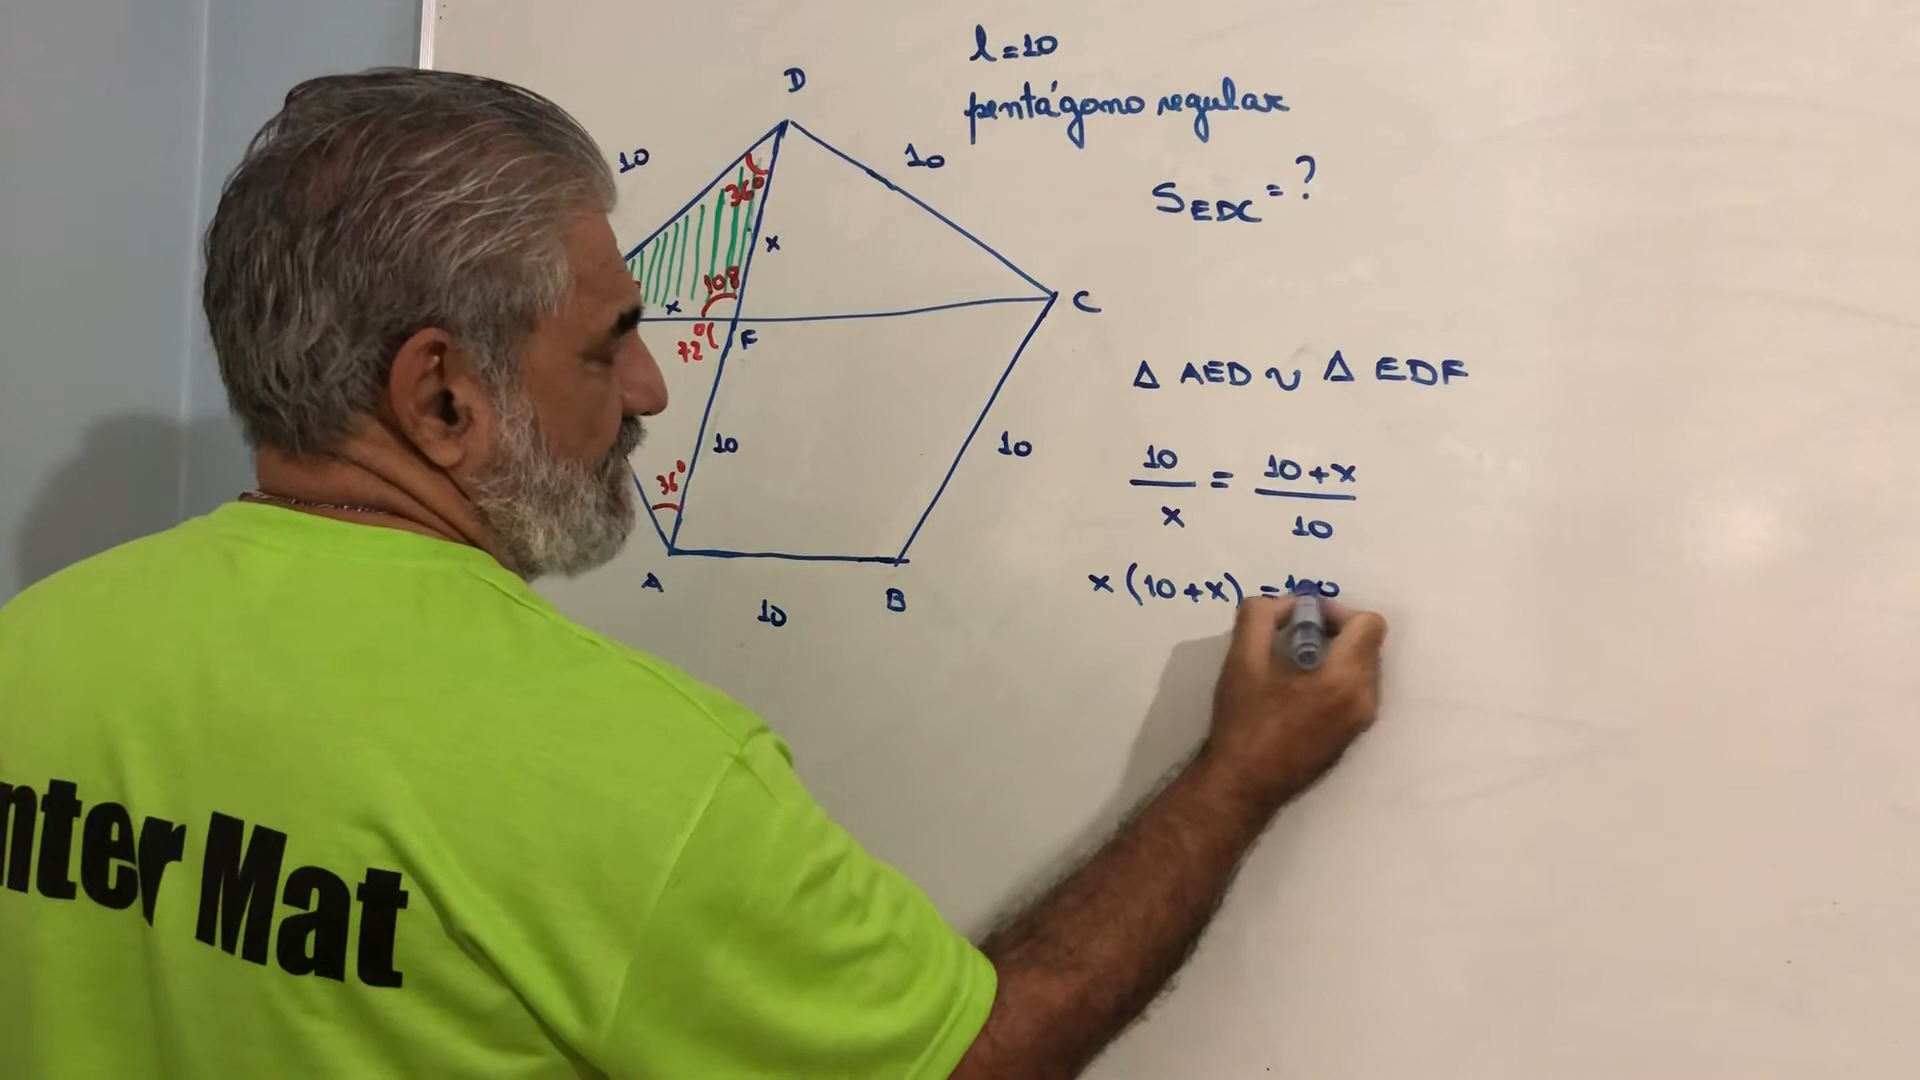 l=10
pentágono regular
S EDC = ?
D
10
10
36°
x
108
x
72°
F
C
10
10
36°
A
B
10
Δ AED ~ Δ EDF
10/x = (10+x)/10
x(10+x) =100
nter Mat